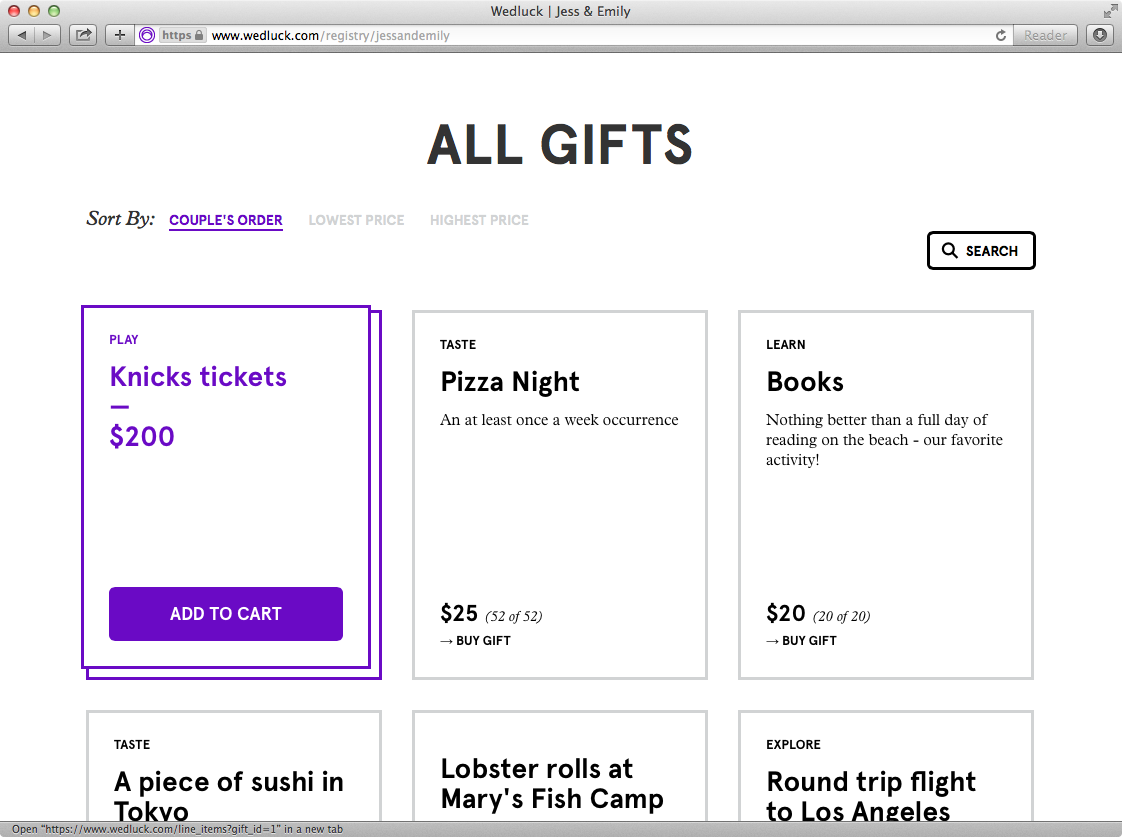 Wedluck | Jess & Emily
https www.wedluck.com/registry/jessandemily Reader
ALL GIFTS
Sort By: COUPLE'S ORDER LOWEST PRICE HIGHEST PRICE
SEARCH
PLAY
Knicks tickets
—
$200
ADD TO CART
TASTE
Pizza Night
An at least once a week occurrence
$25 (52 of 52)
→ BUY GIFT
LEARN
Books
Nothing better than a full day of
reading on the beach - our favorite
activity!
$20 (20 of 20)
→ BUY GIFT
TASTE
A piece of sushi in
Tokyo
Lobster rolls at
Mary's Fish Camp
EXPLORE
Round trip flight
to Los Angeles
Open "https://www.wedluck.com/line_items?gift_id=1" in a new tab